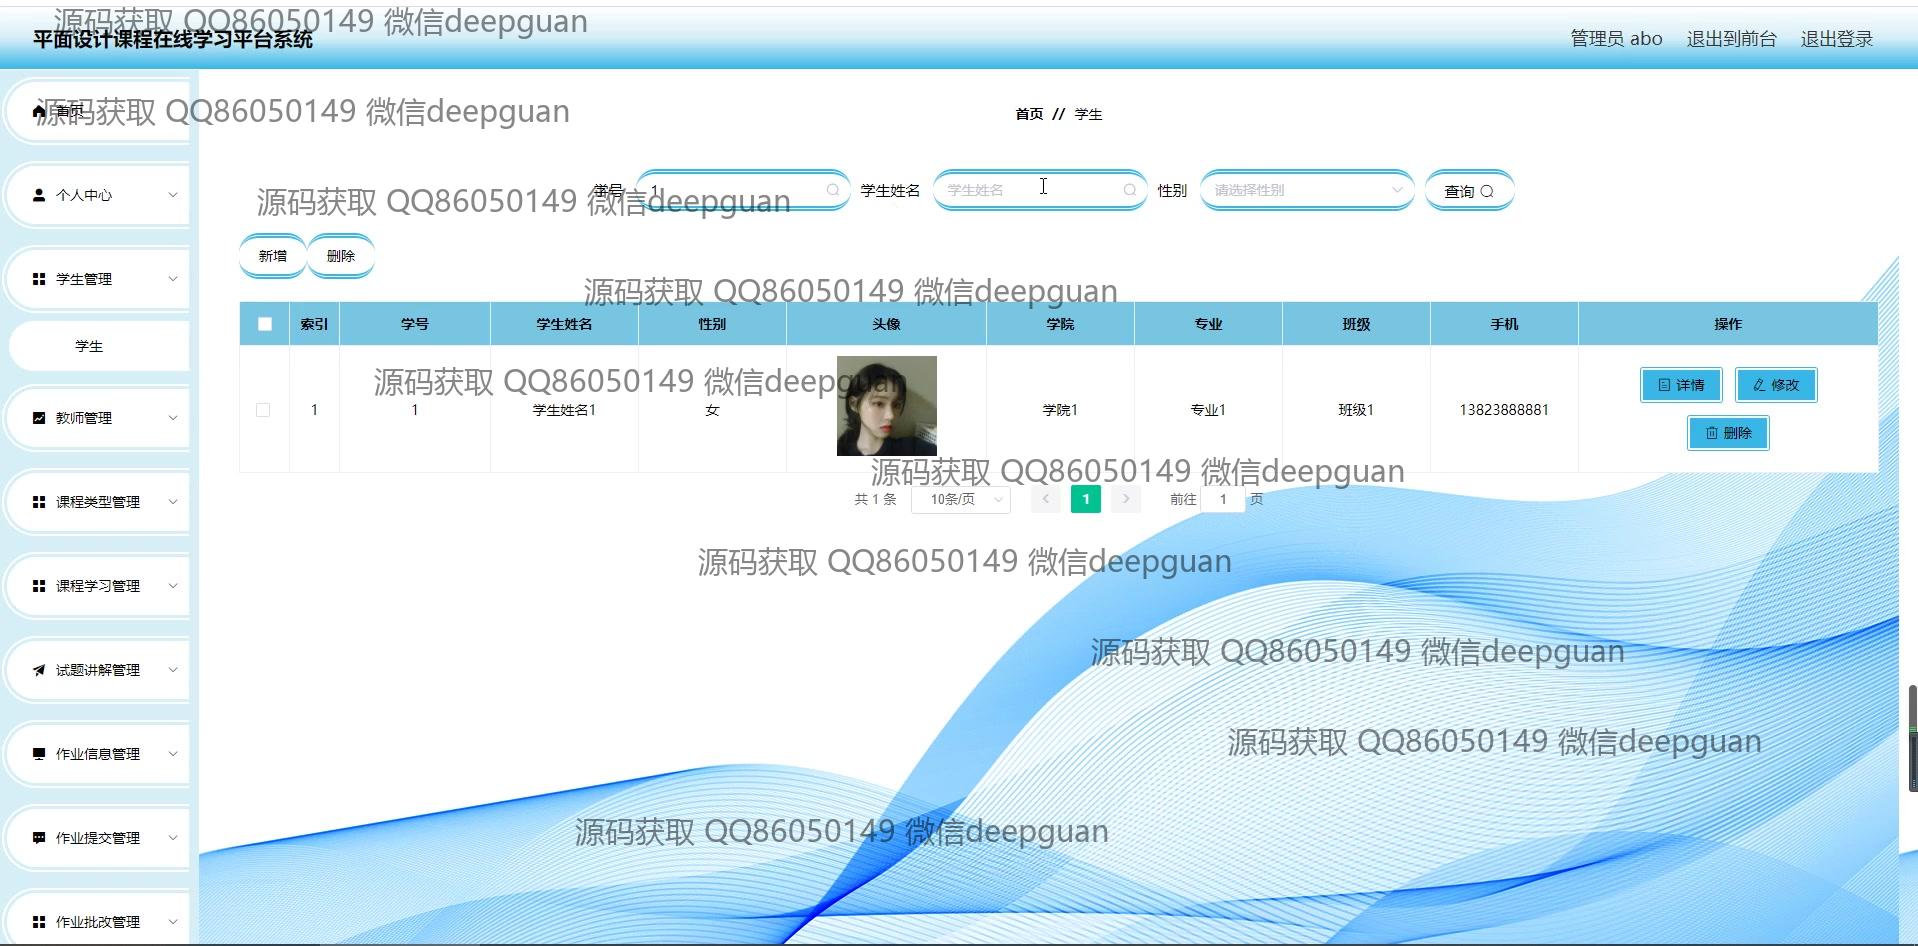 源码获取 QQ86050149 微信deepguan
平面设计课程在线学习平台系统
管理员 abo 退出到前台 退出登录
首页
源码获取 QQ86050149 微信deepguan
首页 // 学生
个人中心
源码获取 QQ86050149 微信deepguan
学号 1 学生姓名 学生姓名 性别 请选择性别 查询
新增 删除
学生管理
源码获取 QQ86050149 微信deepguan
索引 学号 学生姓名 性别 头像 学院 专业 班级 手机 操作
学生
源码获取 QQ86050149 微信deepguan
1 1 学生姓名1 女 学院1 专业1 班级1 13823888881
详情 修改
删除
教师管理
源码获取 QQ86050149 微信deepguan
共 1 条 10条/页 1 前往 1 页
课程类型管理
源码获取 QQ86050149 微信deepguan
课程学习管理
源码获取 QQ86050149 微信deepguan
试题讲解管理
源码获取 QQ86050149 微信deepguan
作业信息管理
源码获取 QQ86050149 微信deepguan
作业提交管理
作业批改管理